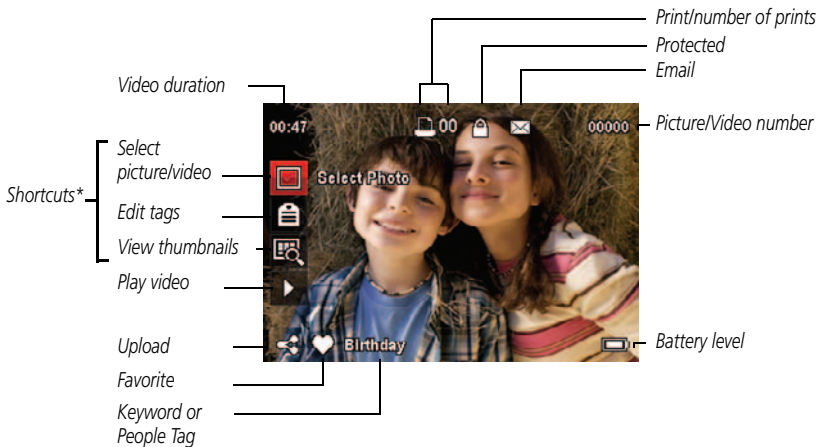 Print/number of prints
Protected
Email
Video duration
00:47
00
00000
Picture/Video number
Select
picture/video
Shortcuts*
Select Photo
Edit tags
View thumbnails
Play video
Upload
Birthday
Battery level
Favorite
Keyword or
People Tag